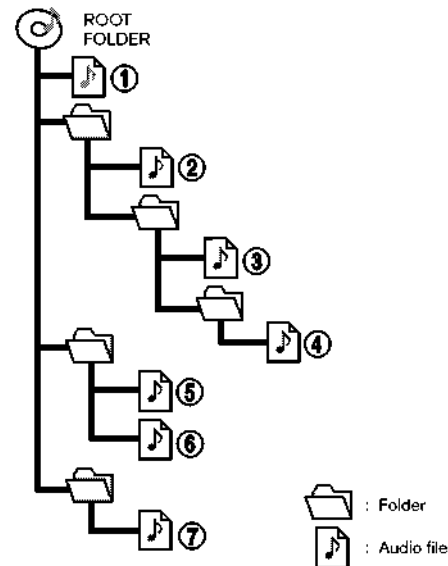 ROOT
FOLDER
①
②
③
④
⑤
⑥
⑦
: Folder
: Audio file